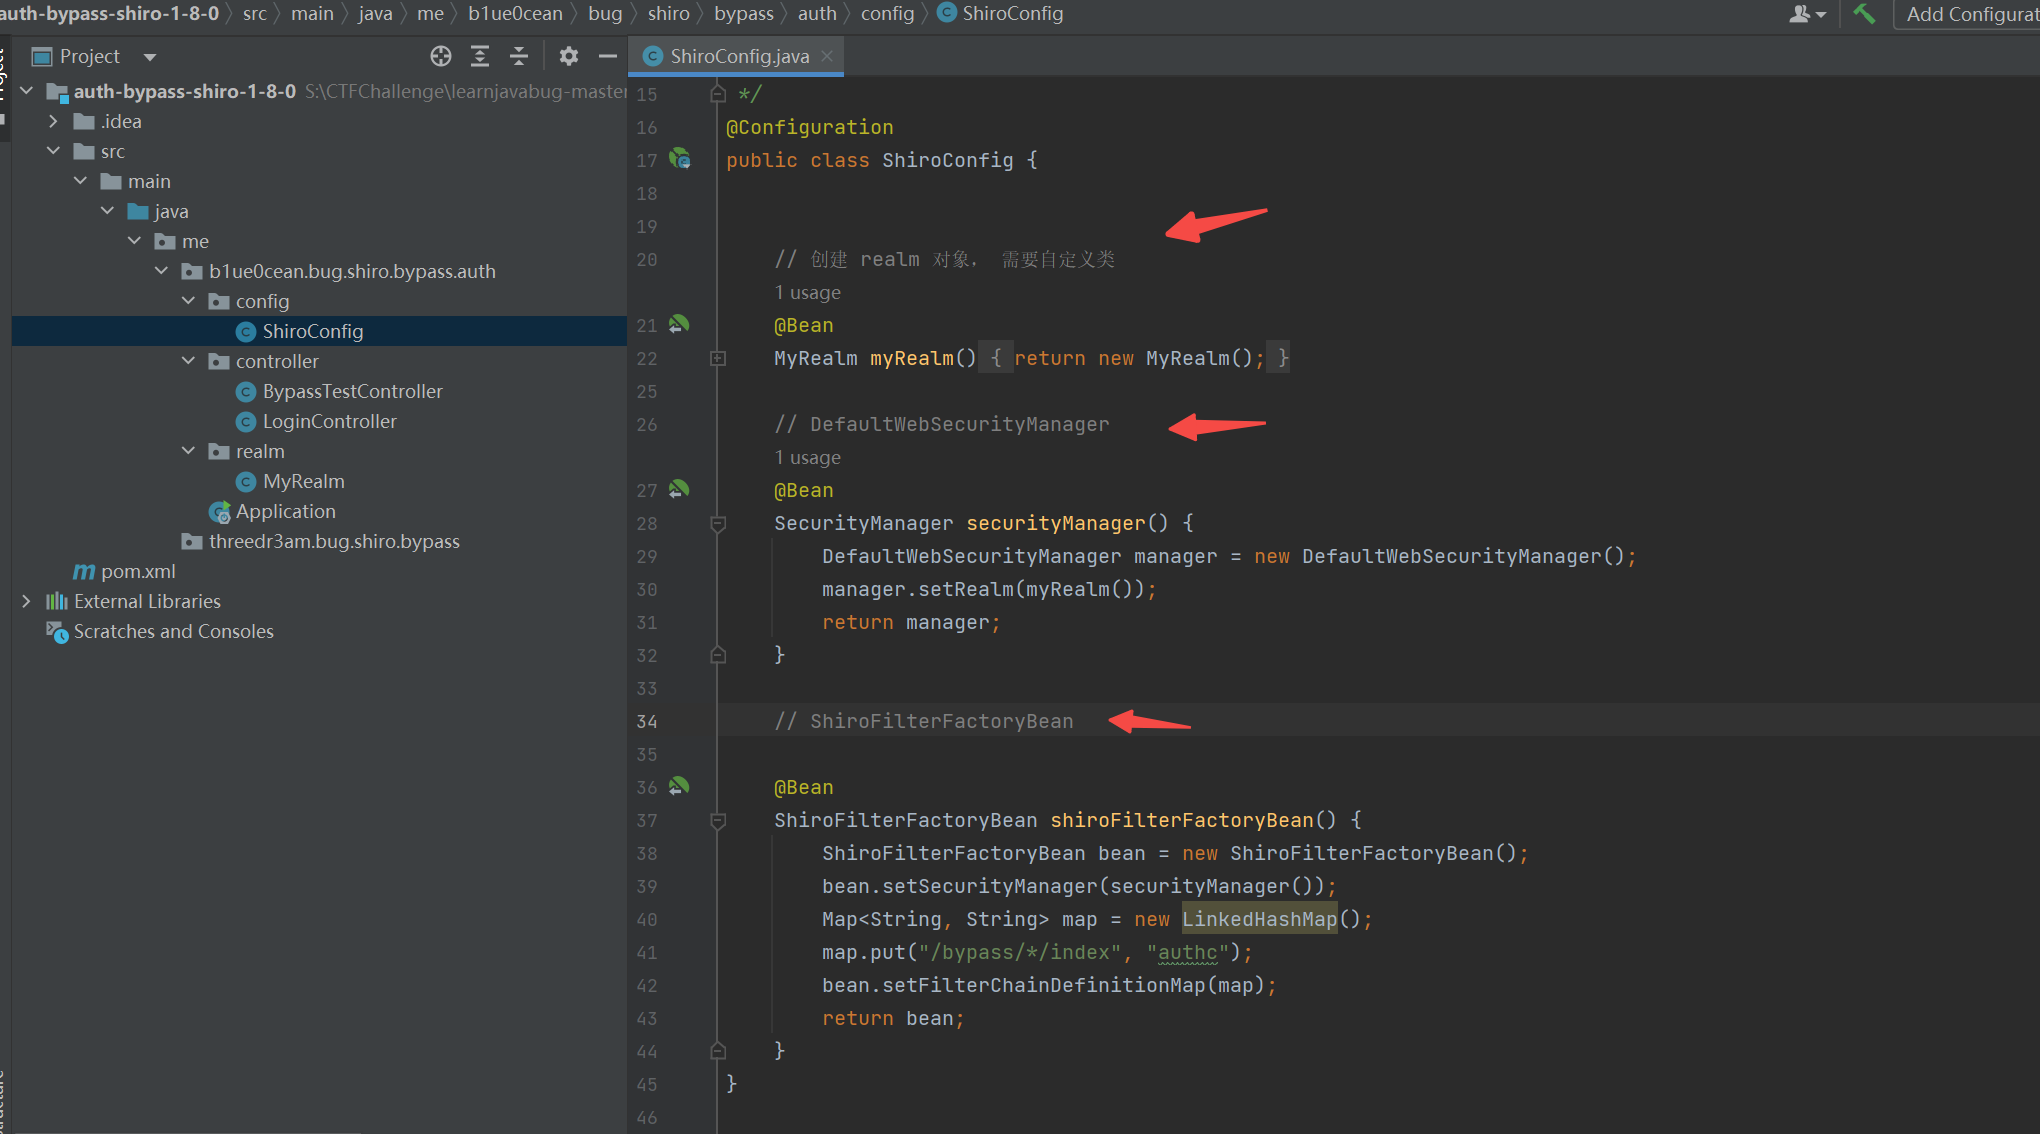 auth-bypass-shiro-1-8-0 src main java me b1ue0cean bug shiro bypass auth config ShiroConfig Add Configurat
Project
ShiroConfig.java
auth-bypass-shiro-1-8-0 S:\CTFChallenge\learnjavabug-master
.idea
src
main
java
me
b1ue0cean.bug.shiro.bypass.auth
config
ShiroConfig
controller
BypassTestController
LoginController
realm
MyRealm
Application
threedr3am.bug.shiro.bypass
pom.xml
External Libraries
Scratches and Consoles
15 */
16 @Configuration
17 public class ShiroConfig {
18
19
20 // 创建 realm 对象， 需要自定义类
1 usage
21 @Bean
22 MyRealm myRealm() { return new MyRealm(); }
25
26 // DefaultWebSecurityManager
1 usage
27 @Bean
28 SecurityManager securityManager() {
29 DefaultWebSecurityManager manager = new DefaultWebSecurityManager();
30 manager.setRealm(myRealm());
31 return manager;
32 }
33
34 // ShiroFilterFactoryBean
35
36 @Bean
37 ShiroFilterFactoryBean shiroFilterFactoryBean() {
38 ShiroFilterFactoryBean bean = new ShiroFilterFactoryBean();
39 bean.setSecurityManager(securityManager());
40 Map<String, String> map = new LinkedHashMap();
41 map.put("/bypass/*/index", "authc");
42 bean.setFilterChainDefinitionMap(map);
43 return bean;
44 }
45 }
46